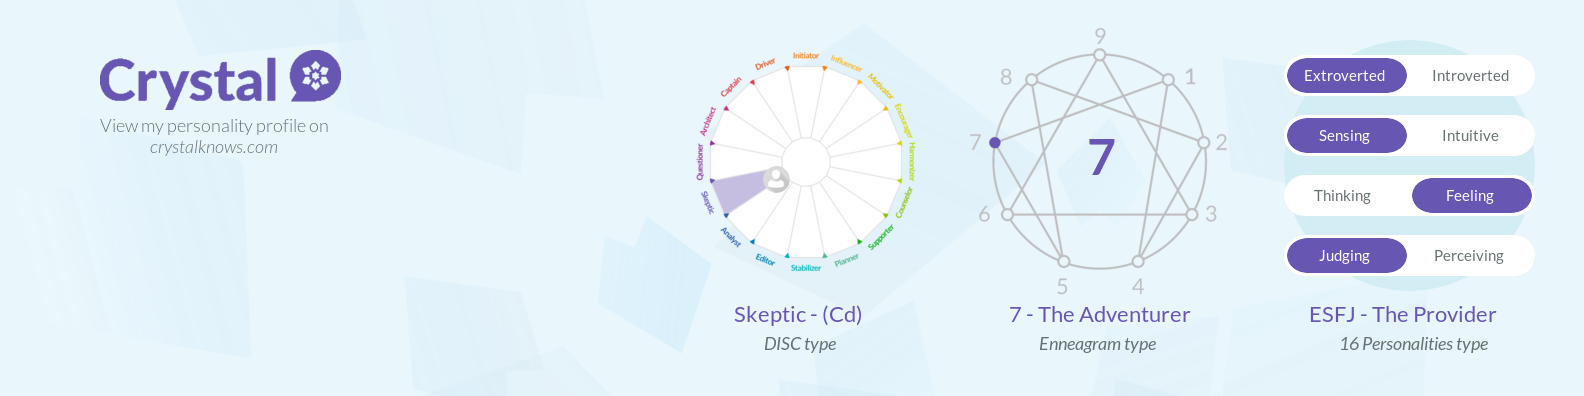 Crystal
View my personality profile on
crystalknows.com
Initiator
Influencer
Motivator
Encourager
Harmonizer
Counselor
Supporter
Planner
Stabilizer
Editor
Analyst
Skeptic
Questioner
Architect
Captain
Driver
Skeptic - (Cd)
DISC type
9
8
1
7
7
2
6
3
5
4
7 - The Adventurer
Enneagram type
Extroverted Introverted
Sensing Intuitive
Thinking Feeling
Judging Perceiving
ESFJ - The Provider
16 Personalities type